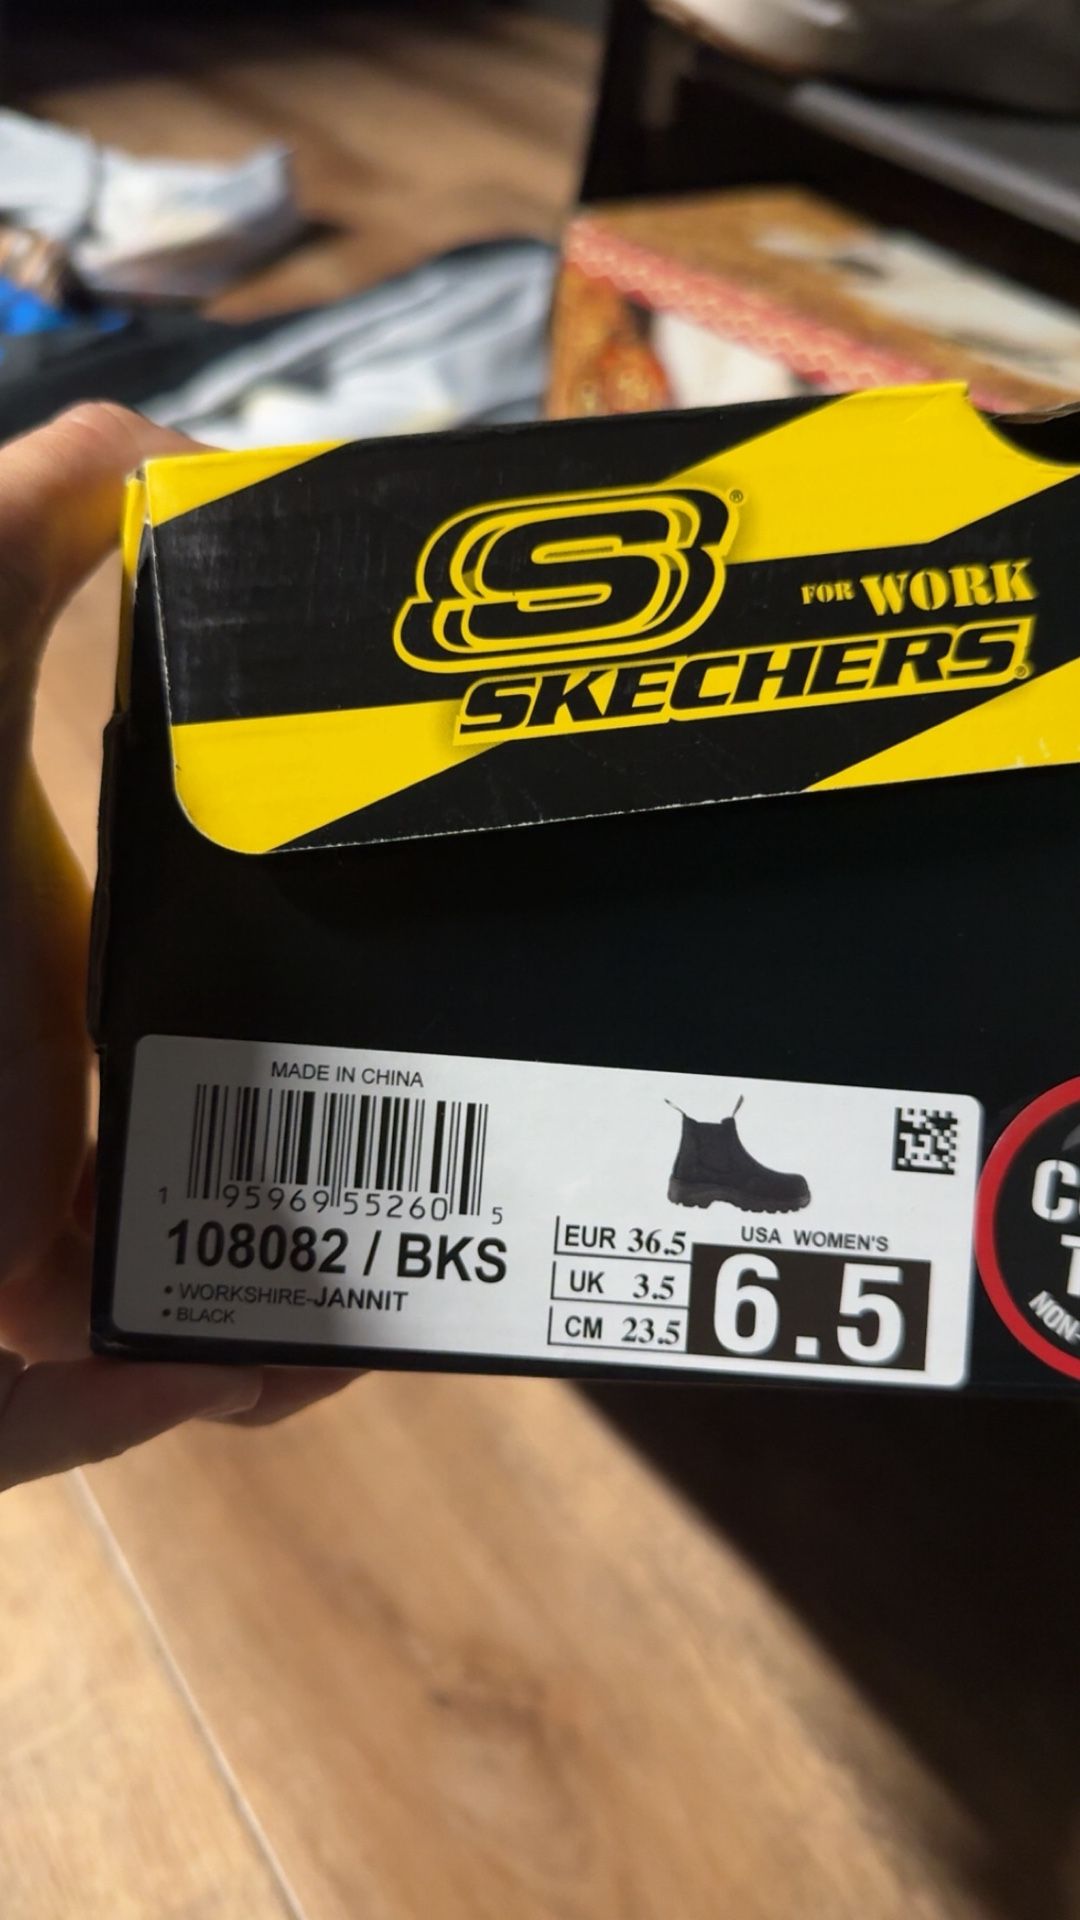 S®
FOR WORK
SKECHERS®
MADE IN CHINA
1 95969 55260 5
108082 / BKS
• WORKSHIRE-JANNIT
• BLACK
EUR 36.5
UK 3.5
CM 23.5
USA WOMEN'S
6.5
NON-